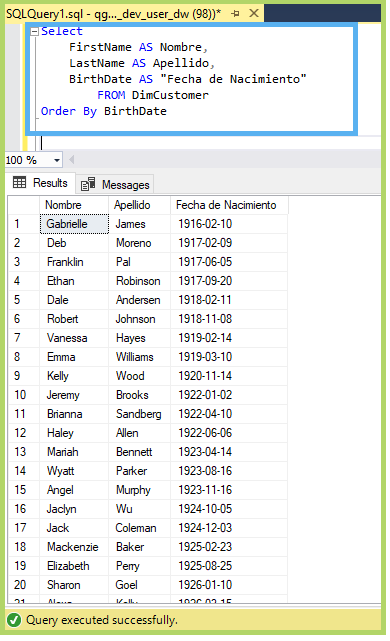 SQLQuery1.sql - qg..._dev_user_dw (98))*
Select
FirstName AS Nombre,
LastName AS Apellido,
BirthDate AS "Fecha de Nacimiento"
FROM DimCustomer
Order By BirthDate
100 %
Results Messages
Nombre Apellido Fecha de Nacimiento
1 Gabrielle James 1916-02-10
2 Deb Moreno 1917-02-09
3 Franklin Pal 1917-06-05
4 Ethan Robinson 1917-09-20
5 Dale Andersen 1918-02-11
6 Robert Johnson 1918-11-08
7 Vanessa Hayes 1919-02-14
8 Emma Williams 1919-03-10
9 Kelly Wood 1920-11-14
10 Jeremy Brooks 1922-01-02
11 Brianna Sandberg 1922-04-10
12 Haley Allen 1922-06-06
13 Mariah Bennett 1923-04-14
14 Wyatt Parker 1923-08-16
15 Angel Murphy 1923-11-16
16 Jaclyn Wu 1924-10-05
17 Jack Coleman 1924-12-03
18 Mackenzie Baker 1925-02-23
19 Elizabeth Perry 1925-08-25
20 Sharon Goel 1926-01-10
Query executed successfully.